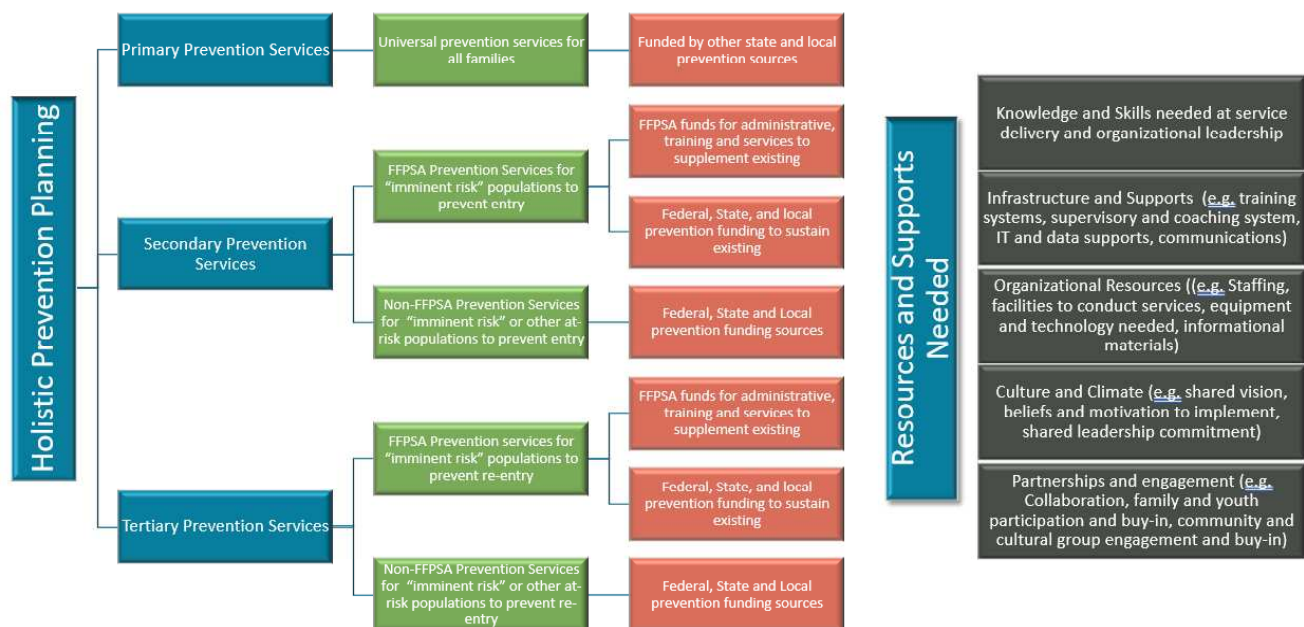 Holistic Prevention Planning
Primary Prevention Services
Universal prevention services for
all families
Funded by other state and local
prevention sources
Secondary Prevention
Services
FFPSA Prevention Services for
“imminent risk” populations to
prevent entry
FFPSA funds for administrative,
training and services to
supplement existing
Federal, State, and local
prevention funding to sustain
existing
Non-FFPSA Prevention Services
for “imminent risk” or other at-
risk populations to prevent entry
Federal, State and Local
prevention funding sources
Tertiary Prevention Services
FFPSA Prevention services for
“imminent risk” populations to
prevent re-entry
FFPSA funds for administrative,
training and services to
supplement existing
Federal, State, and local
prevention funding to sustain
existing
Non-FFPSA Prevention Services
for “imminent risk” or other at-
risk populations to prevent re-
entry
Federal, State and Local
prevention funding sources
Resources and Supports
Needed
Knowledge and Skills needed at service
delivery and organizational leadership
Infrastructure and Supports (e.g. training
systems, supervisory and coaching system,
IT and data supports, communications)
Organizational Resources ((e.g. Staffing,
facilities to conduct services, equipment
and technology needed, informational
materials)
Culture and Climate (e.g. shared vision,
beliefs and motivation to implement,
shared leadership commitment)
Partnerships and engagement (e.g.
Collaboration, family and youth
participation and buy-in, community and
cultural group engagement and buy-in)